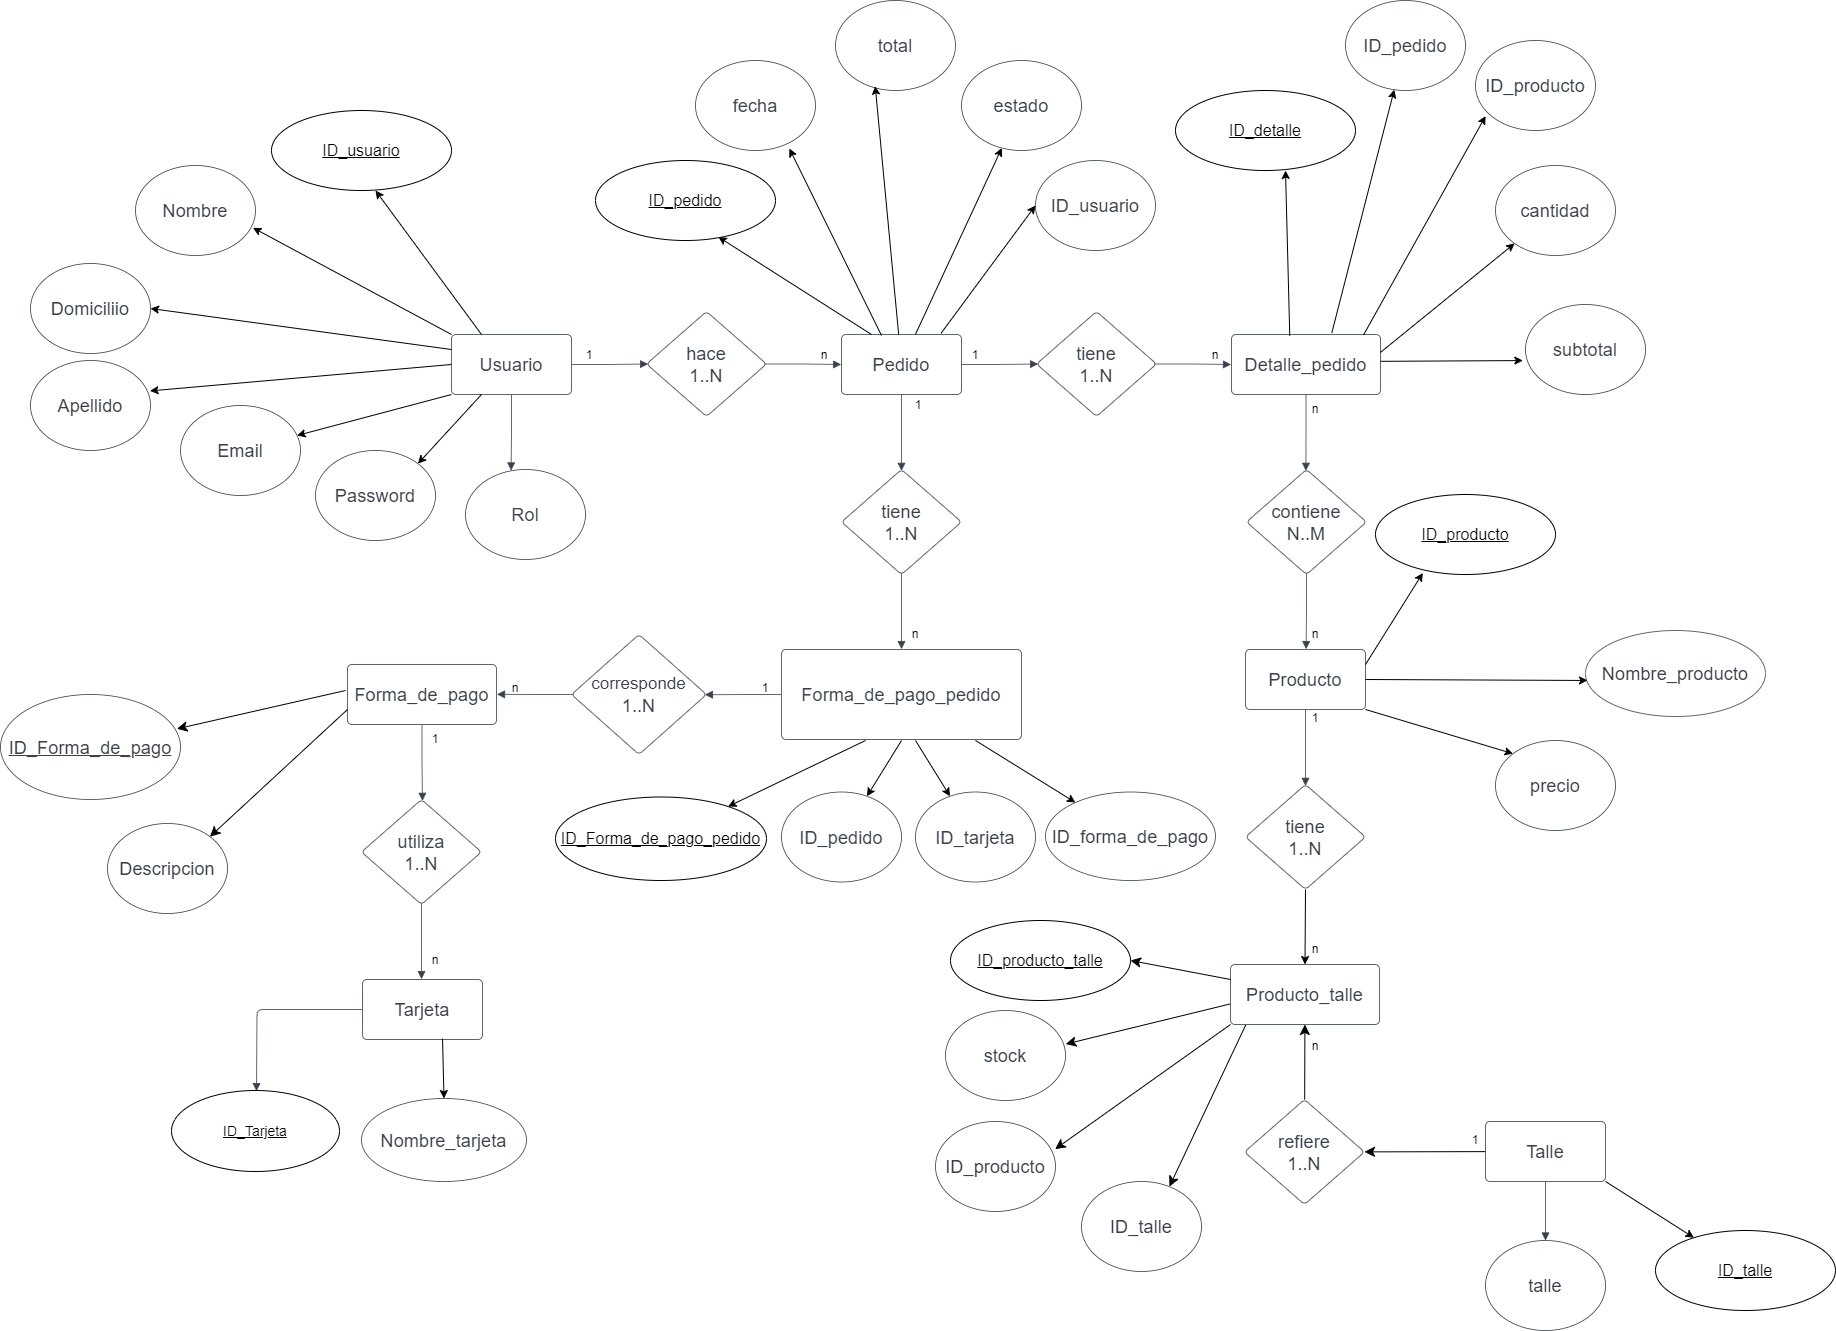 total
ID_pedido
ID_producto
fecha
estado
ID_detalle
ID_usuario
Nombre
ID_pedido
ID_usuario
cantidad
Domiciliio
subtotal
Usuario
1
hace
1..N
n
Pedido
1
tiene
1..N
n
Detalle_pedido
Apellido
Email
Password
Rol
1
n
tiene
1..N
contiene
N..M
ID_producto
n
n
Forma_de_pago
n
corresponde
1..N
1
Forma_de_pago_pedido
Producto
Nombre_producto
ID_Forma_de_pago
1
1
precio
Descripcion
utiliza
1..N
ID_Forma_de_pago_pedido
ID_pedido
ID_tarjeta
ID_forma_de_pago
tiene
1..N
n
n
ID_producto_talle
Producto_talle
Tarjeta
stock
n
ID_Tarjeta
Nombre_tarjeta
ID_producto
refiere
1..N
1
Talle
ID_talle
talle
ID_talle